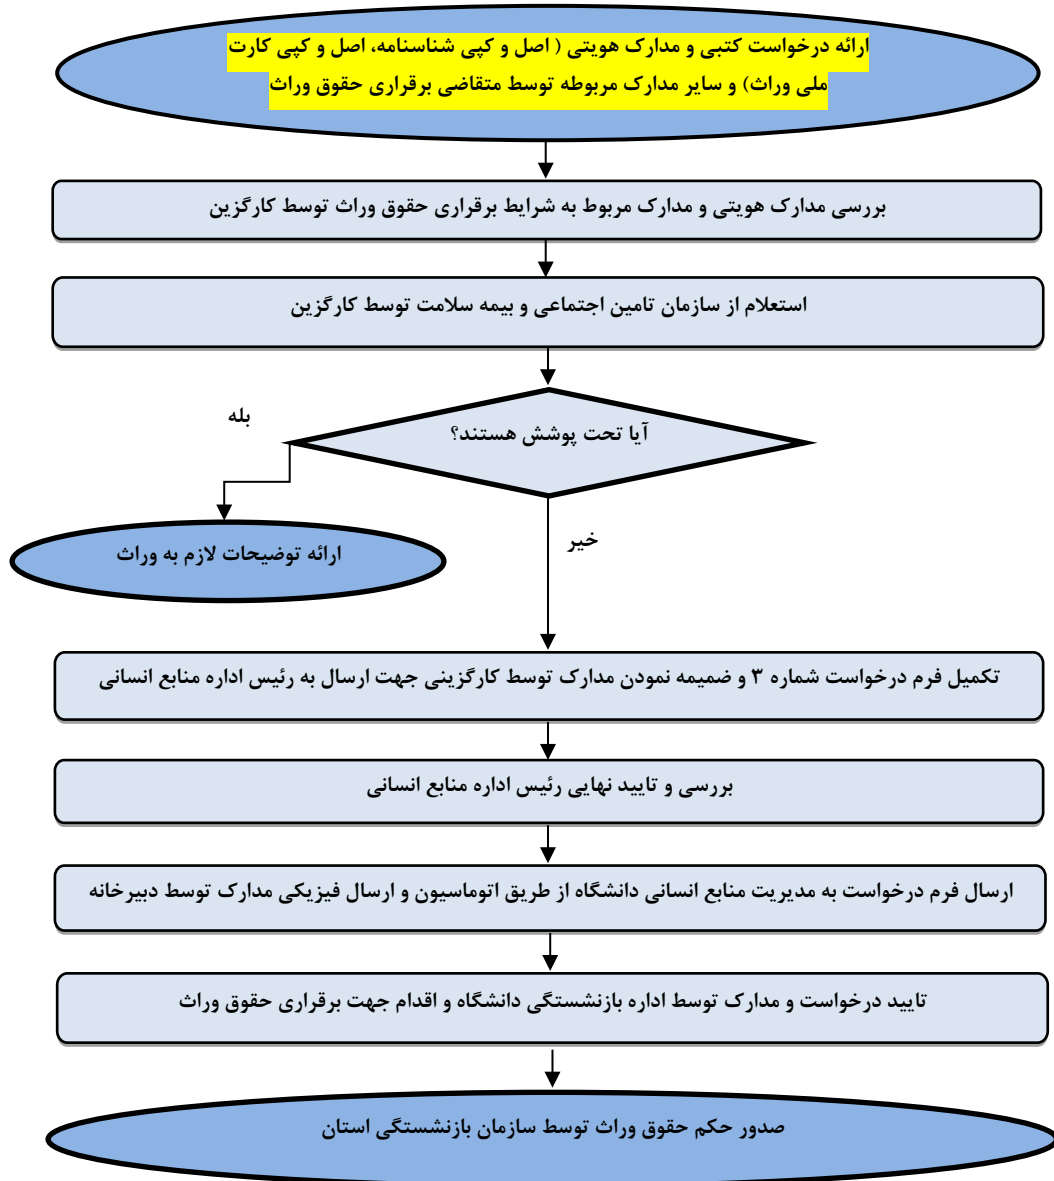 ارائه درخواست کتبی و مدارک هویتی ( اصل و کپی شناسنامه، اصل و کپی کارت
ملی وراث) و سایر مدارک مربوطه توسط متقاضی برقراری حقوق وراث
بررسی مدارک هویتی و مدارک مربوط به شرایط برقراری حقوق وراث توسط کارگزین
استعلام از سازمان تامین اجتماعی و بیمه سلامت توسط کارگزین
آیا تحت پوشش هستند؟
بله
ارائه توضیحات لازم به وراث
خیر
تکمیل فرم درخواست شماره ۳ و ضمیمه نمودن مدارک توسط کارگزینی جهت ارسال به رئیس اداره منابع انسانی
بررسی و تایید نهایی رئیس اداره منابع انسانی
ارسال فرم درخواست به مدیریت منابع انسانی دانشگاه از طریق اتوماسیون و ارسال فیزیکی مدارک توسط دبیرخانه
تایید درخواست و مدارک توسط اداره بازنشستگی دانشگاه و اقدام جهت برقراری حقوق وراث
صدور حکم حقوق وراث توسط سازمان بازنشستگی استان